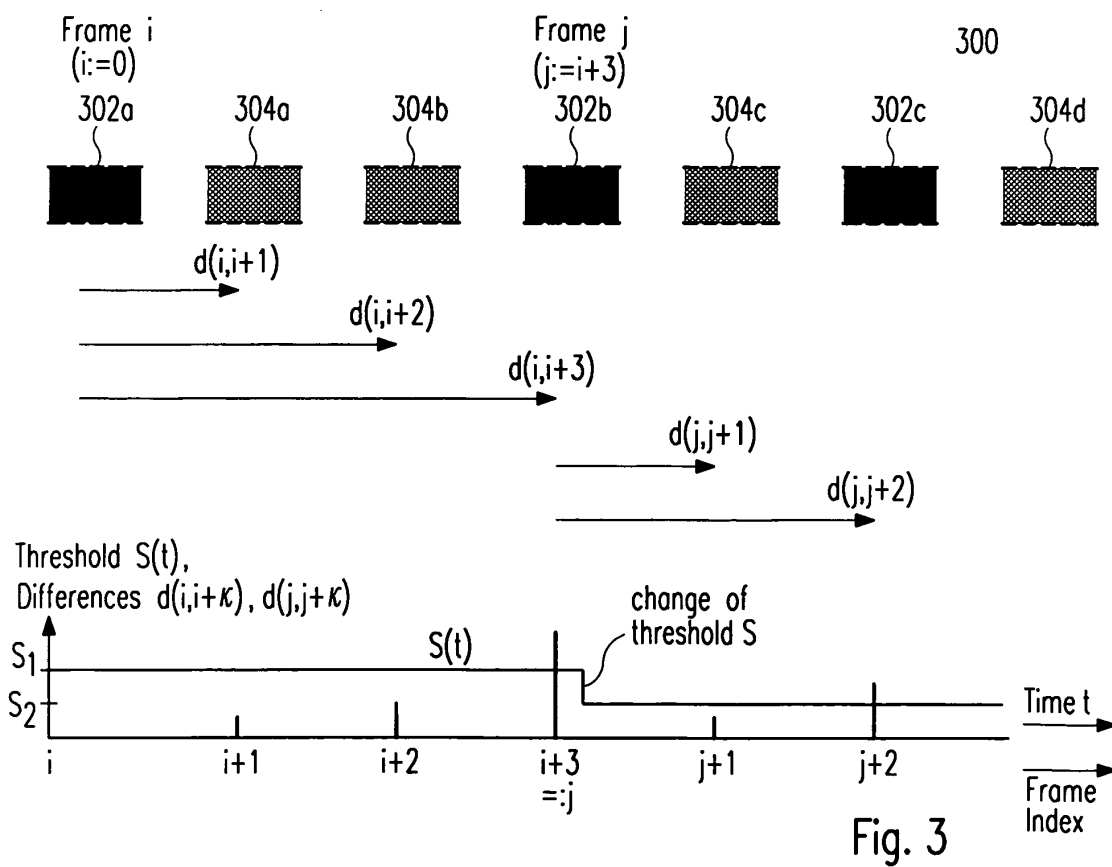 Frame i
(i:=0)
Frame j
(j:=i+3)
300
302a
304a
304b
302b
304c
302c
304d
d(i,i+1)
d(i,i+2)
d(i,i+3)
d(j,j+1)
d(j,j+2)
Threshold S(t),
Differences d(i,i+κ), d(j,j+κ)
change of
threshold S
S1
S(t)
S2
Time t
i
i+1
i+2
i+3
=:j
j+1
j+2
Frame
Index
Fig. 3